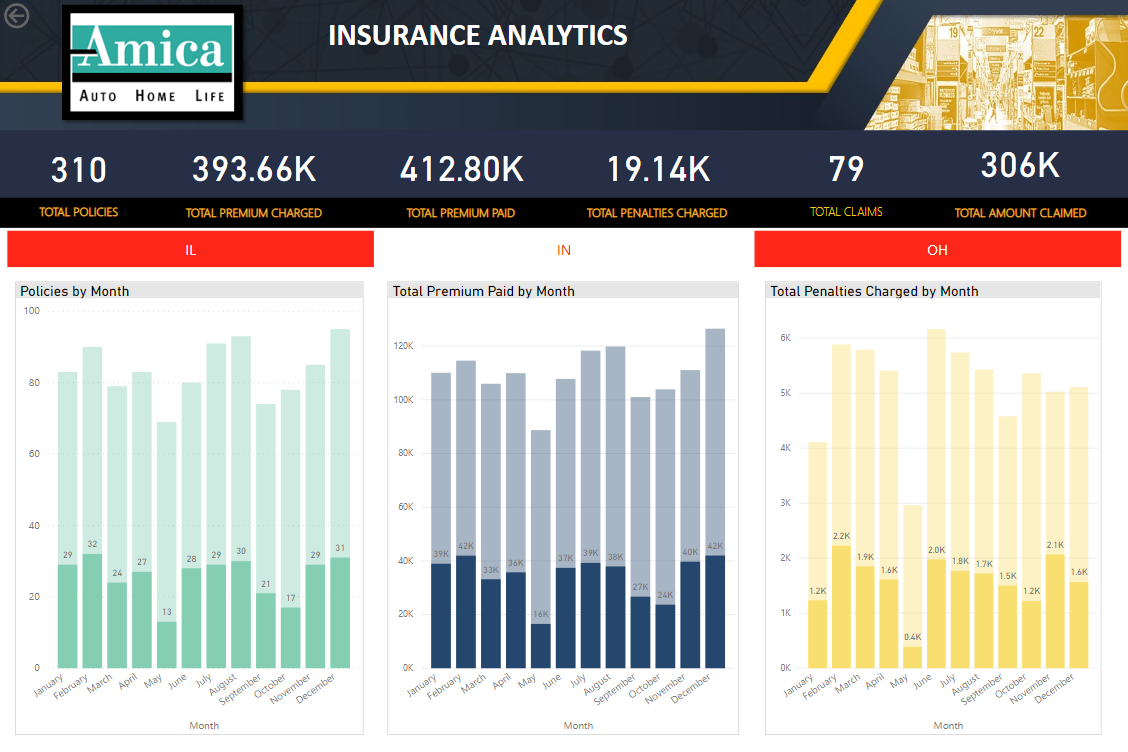 Amica
AUTO HOME LIFE
INSURANCE ANALYTICS
19
22
310
393.66K
412.80K
19.14K
79
306K
TOTAL POLICIES
TOTAL PREMIUM CHARGED
TOTAL PREMIUM PAID
TOTAL PENALTIES CHARGED
TOTAL CLAIMS
TOTAL AMOUNT CLAIMED
IL
IN
OH
Policies by Month
100
80
60
40
20
0
29
32
24
27
13
28
29
30
21
17
29
31
January
February
March
April
May
June
July
August
September
October
November
December
Month
Total Premium Paid by Month
120K
100K
80K
60K
40K
20K
0K
39K
42K
33K
36K
16K
37K
39K
38K
27K
24K
40K
42K
January
February
March
April
May
June
July
August
September
October
November
December
Month
Total Penalties Charged by Month
6K
5K
4K
3K
2K
1K
0K
1.2K
2.2K
1.9K
1.6K
0.4K
2.0K
1.8K
1.7K
1.5K
1.2K
2.1K
1.6K
January
February
March
April
May
June
July
August
September
October
November
December
Month